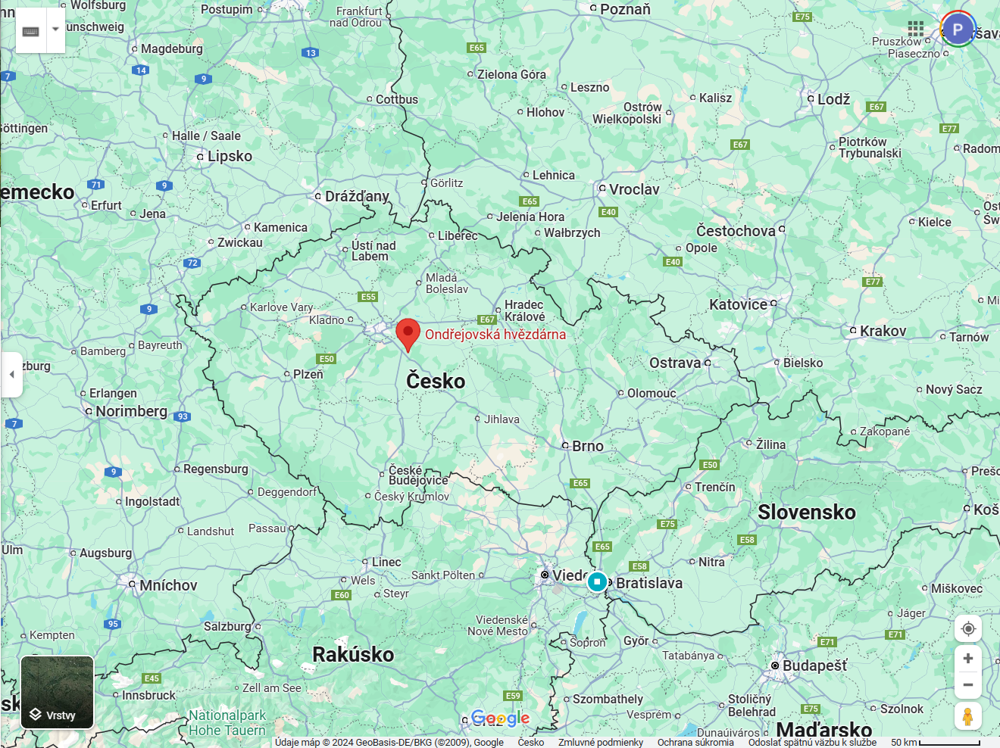 Wolfsburg
Postupim
Frankfurt
nad Odrou
Poznaň
E75
unschweig
Pruszków
Piaseczno
P
Magdeburg
13
E65
7
14
9
Zielona Góra
Leszno
Cottbus
Kalisz
Lodž
E67
Hlohov
Ostrów
Wielkopolski
Göttingen
Halle / Saale
E77
E67
Piotrków
Trybunalski
Radom
Lipsko
71
9
Görlitz
Lehnica
Vroclav
emecko
Drážďany
E65
E40
Erfurt
Jena
Jelenia Hora
Kamenica
Wałbrzych
Čestochova
Kielce
Zwickau
Ústí nad
Labem
Liberec
Opole
72
E40
Mladá
Boleslav
E77
E55
Karlove Vary
9
Kladno
Hradec
Králové
E67
Katovice
Ondřejovská hvězdárna
Krakov
Tarnów
Bamberg
Bayreuth
E50
zburg
Plzeň
Česko
Ostrava
Bielsko
Erlangen
Olomouc
Nový Sacz
Norimberg
93
7
Jihlava
Zakopané
Brno
Žilina
9
Regensburg
České
Budějovice
E50
E65
Trenčín
Prešo
Deggendorf
Český Krumlov
Ingolstadt
Slovensko
Koš
Landshut
Passau
E75
E58
Ulm
Augsburg
E65
Linec
E58
Nitra
Sankt Pölten
Viede
Bratislava
Mníchov
Wels
Steyr
E60
Miškovec
95
Salzburg
Viedenské
Nové Mesto
Jáger
Kempten
Šoproň
Győr
E71
E71
Rakúsko
Tatabánya
Budapešť
E45
Innsbruck
Zell am See
E59
Szombathely
Stoličný
Belehrad
Vrstvy
Nationalpark
Hohe Tauern
Google
Vesprém
E75
Szolnok
Dunaújváros
Maďarsko
Údaje máp © 2024 GeoBasis-DE/BKG (©2009), Google Česko Zmluvné podmienky Ochrana súkromia Odoslať spätnú väzbu k službe 50 km